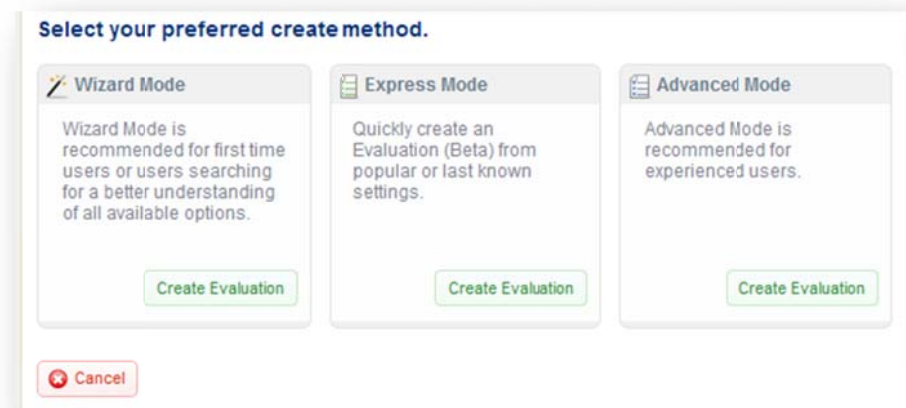 Select your preferred create method.
Wizard Mode
Wizard Mode is
recommended for first time
users or users searching
for a better understanding
of all available options.
Create Evaluation
Express Mode
Quickly create an
Evaluation (Beta) from
popular or last known
settings.
Create Evaluation
Advanced Mode
Advanced Mode is
recommended for
experienced users.
Create Evaluation
Cancel